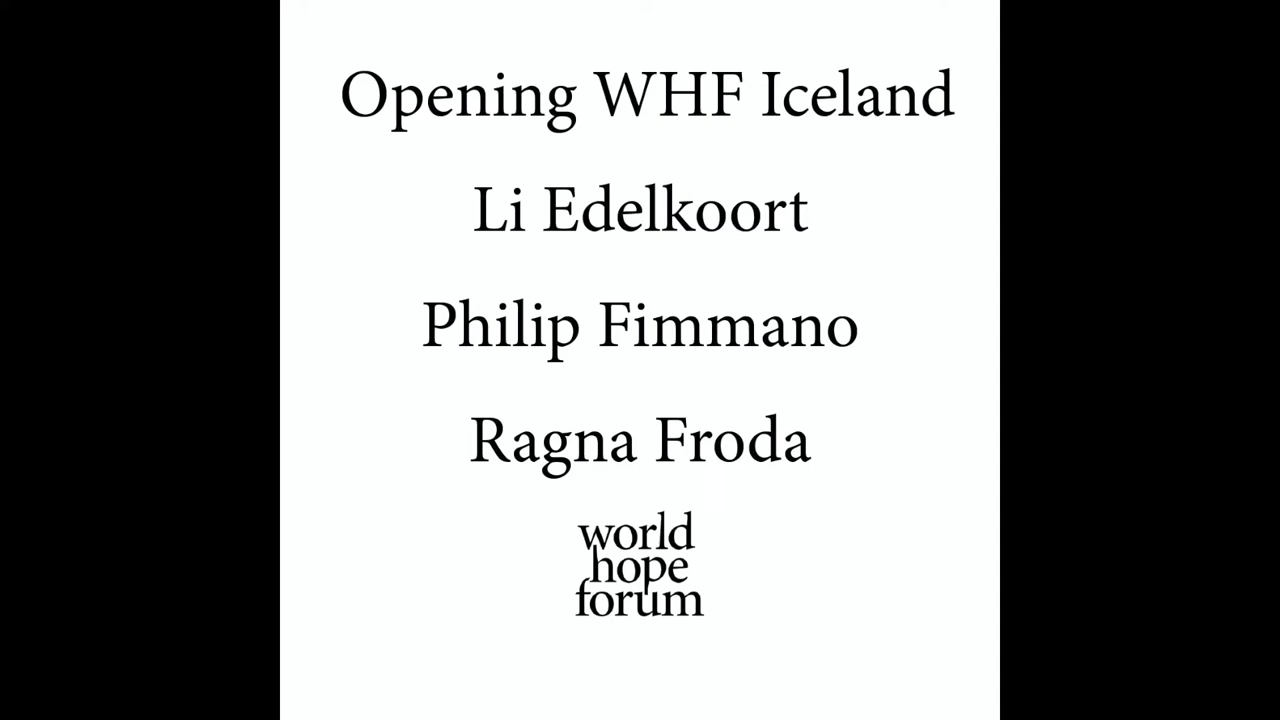 Opening WHF Iceland
Li Edelkoort
Philip Fimmano
Ragna Froda
world
hope
forum